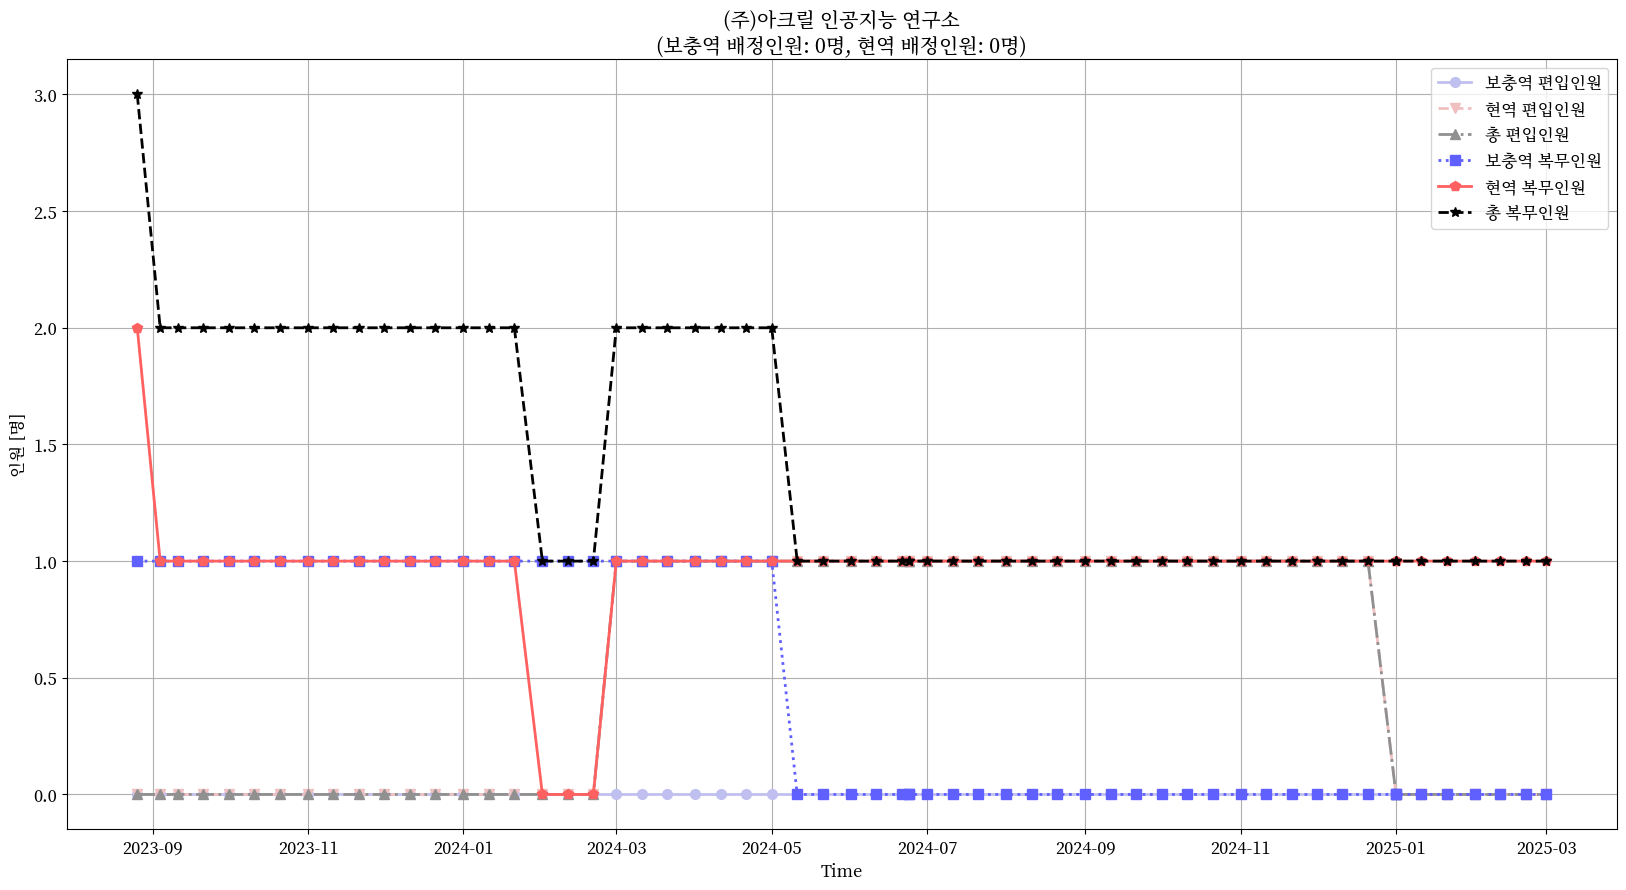 (주)아크릴 인공지능 연구소
(보충역 배정인원: 0명, 현역 배정인원: 0명)
보충역 편입인원
현역 편입인원
총 편입인원
보충역 복무인원
현역 복무인원
총 복무인원
인원 [명]
3.0
2.5
2.0
1.5
1.0
0.5
0.0
2023-09
2023-11
2024-01
2024-03
2024-05
2024-07
2024-09
2024-11
2025-01
2025-03
Time